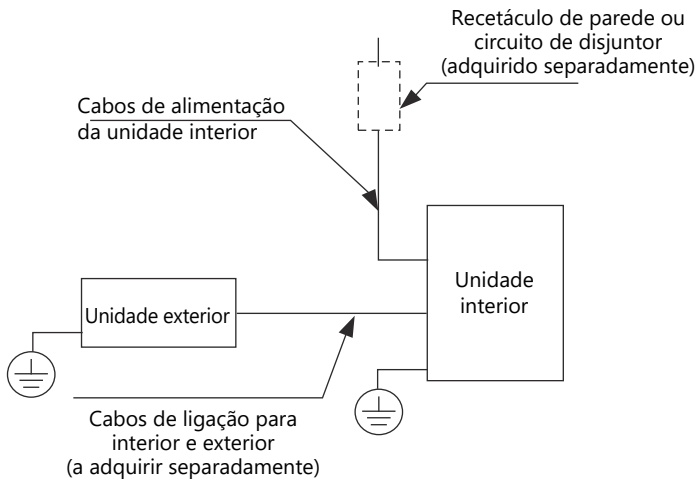 Recetáculo de parede ou
circuito de disjuntor
(adquirido separadamente)
Cabos de alimentação
da unidade interior
Unidade
interior
Unidade exterior
Cabos de ligação para
interior e exterior
(a adquirir separadamente)